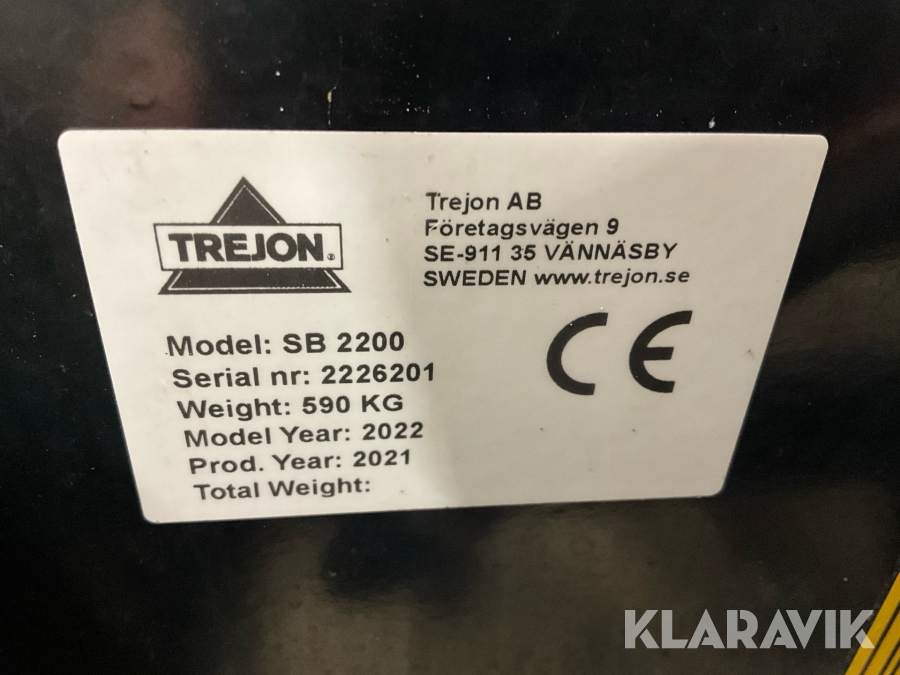 TREJON®
Trejon AB
Företagsvägen 9
SE-911 35 VÄNNÄSBY
SWEDEN www.trejon.se
Model: SB 2200
Serial nr: 2226201
Weight: 590 KG
Model Year: 2022
Prod. Year: 2021
Total Weight:
CE
KLARAVIK